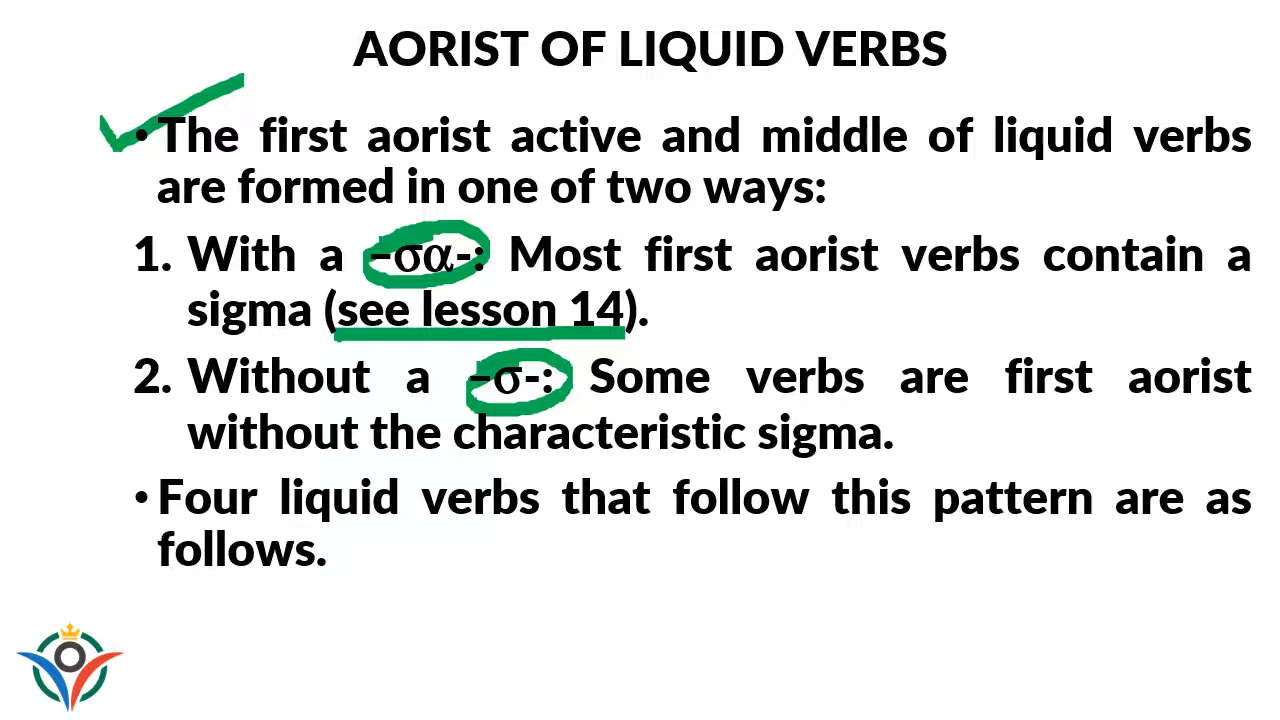 AORIST OF LIQUID VERBS
• The first aorist active and middle of liquid verbs
are formed in one of two ways:
1. With a –σα-: Most first aorist verbs contain a
sigma (see lesson 14).
2. Without a –σ-: Some verbs are first aorist
without the characteristic sigma.
• Four liquid verbs that follow this pattern are as
follows.